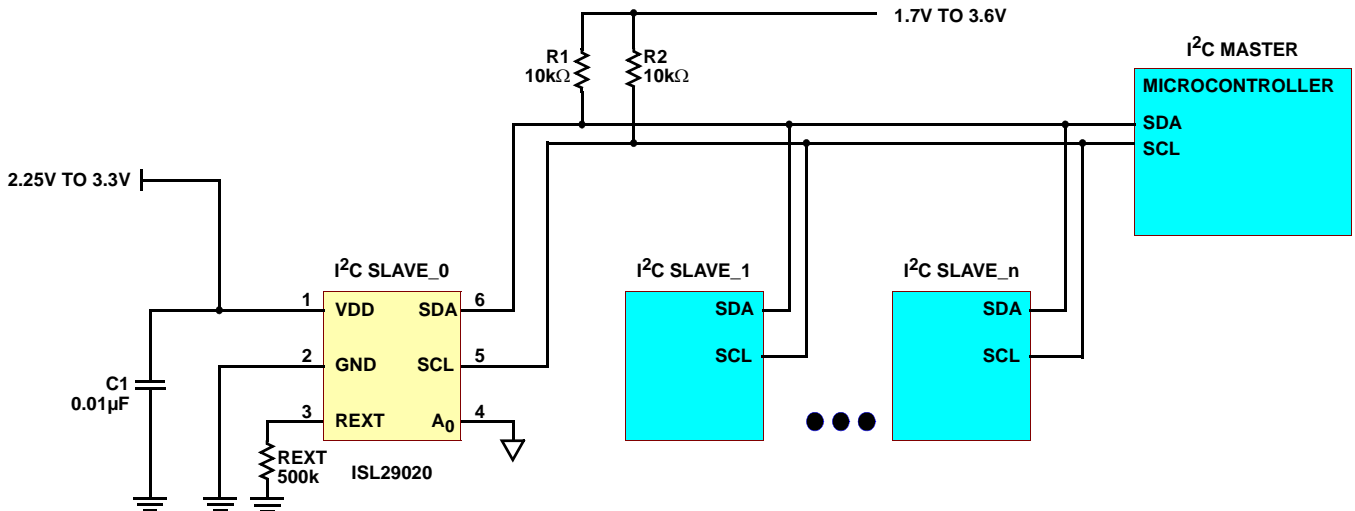 1.7V TO 3.6V
R1
10kΩ
R2
10kΩ
I²C MASTER
MICROCONTROLLER
SDA
SCL
2.25V TO 3.3V
I²C SLAVE_0
1
VDD
SDA
6
2
GND
SCL
5
3
REXT
A₀
4
C1
0.01µF
REXT
500k
ISL29020
I²C SLAVE_1
SDA
SCL
I²C SLAVE_n
SDA
SCL